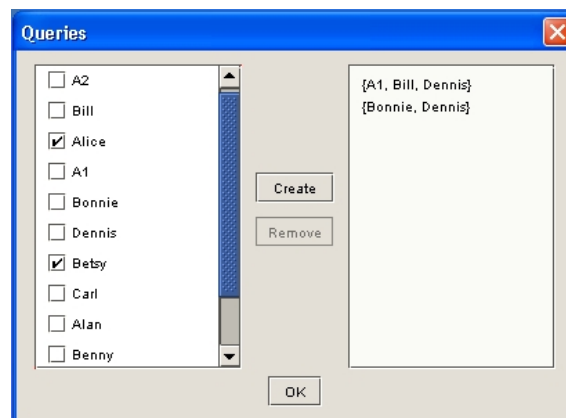 Queries
A2
Bill
Alice
A1
Bonnie
Dennis
Betsy
Carl
Alan
Benny
Create
Remove
{A1, Bill, Dennis}
{Bonnie, Dennis}
OK